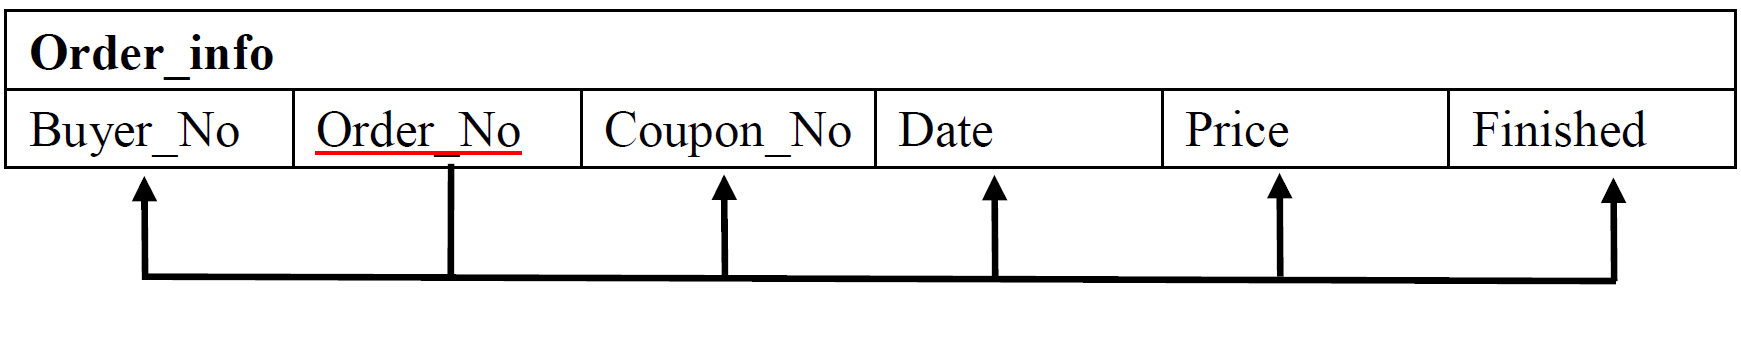 Order_info
Buyer_No Order_No Coupon_No Date Price Finished